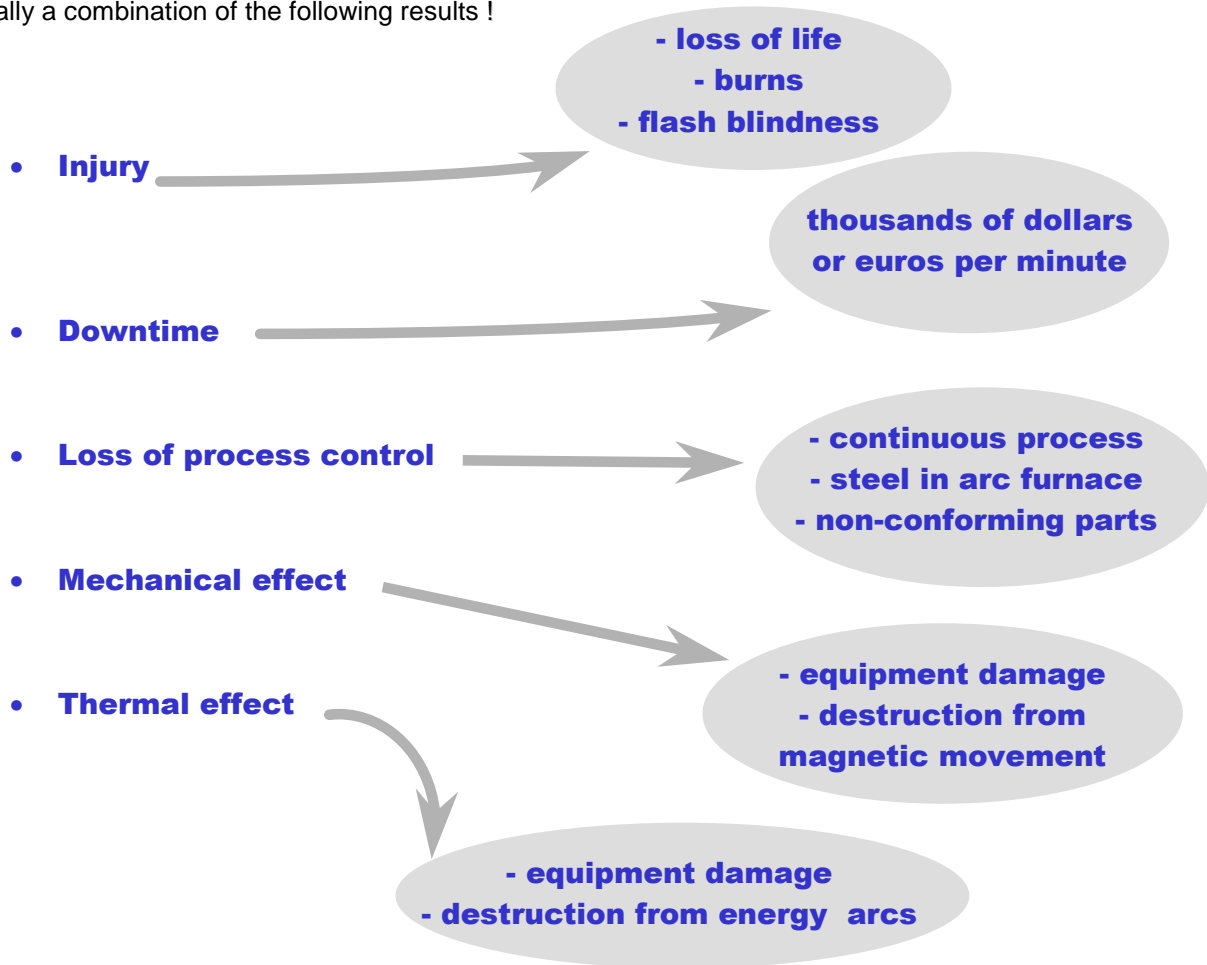 ally a combination of the following results !
- loss of life
- burns
- flash blindness
• Injury
thousands of dollars
or euros per minute
• Downtime
• Loss of process control
- continuous process
- steel in arc furnace
- non-conforming parts
• Mechanical effect
- equipment damage
- destruction from
magnetic movement
• Thermal effect
- equipment damage
- destruction from energy arcs